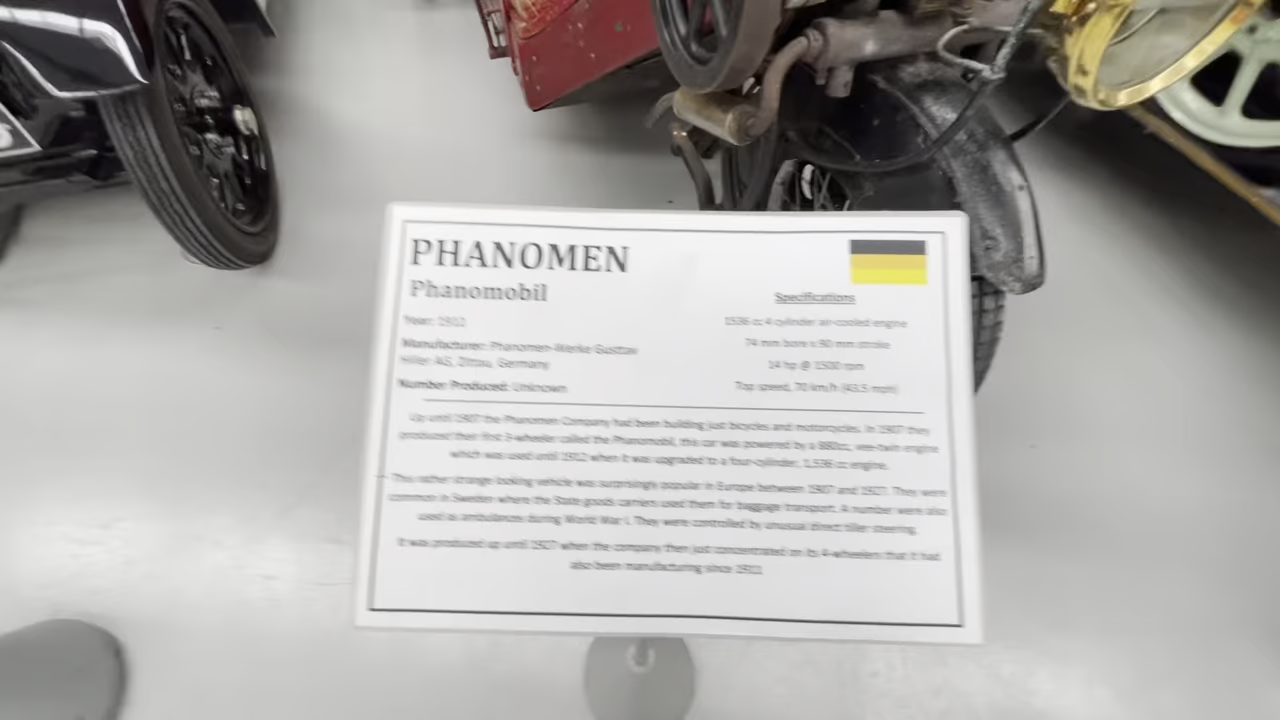 PHANOMEN
Phanomobil
Year: 1912
Manufacturer: Phanomen-Werke Gustav
Hiller AG, Zittau, Germany
Number Produced: Unknown
Specifications
1536 cc 4 cylinder air-cooled engine
74 mm bore x 90 mm stroke
14 hp @ 1500 rpm
Top speed, 70 km/h (43.5 mph)
Up until 1907 the Phanomen Company had been building just bicycles and motorcycles. In 1907 they
produced their first 3-wheeler called the Phanomobil, this car was powered by a 880cc, vee-twin engine
which was used until 1912 when it was upgraded to a four-cylinder, 1,536 cc engine.
This rather strange looking vehicle was surprisingly popular in Europe between 1907 and 1927. They were
common in Sweden where the State goods carriers used them for baggage transport. A number were also
used as ambulances during World War I. They were controlled by unusual direct tiller steering.
It was produced up until 1927 when the company then just concentrated on its 4-wheelers that it had
also been manufacturing since 1911.